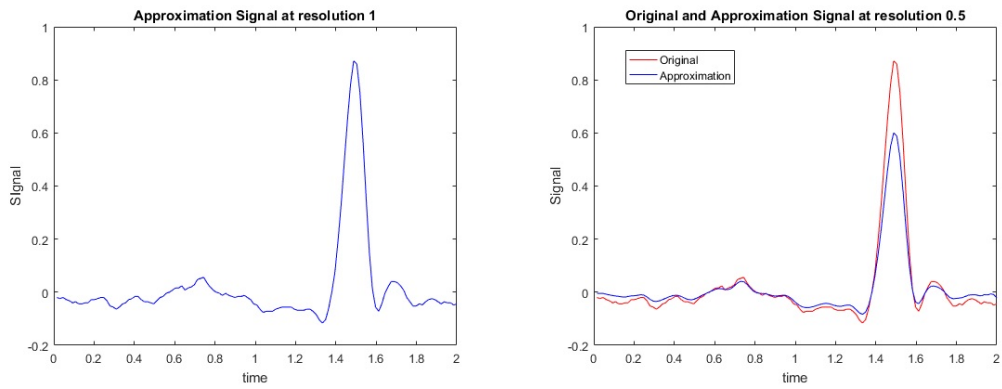 Approximation Signal at resolution 1
1
0.8
0.6
0.4
0.2
0
-0.2
SIgnal
0 0.2 0.4 0.6 0.8 1 1.2 1.4 1.6 1.8 2
time
Original and Approximation Signal at resolution 0.5
Original
Approximation
1
0.8
0.6
0.4
0.2
0
-0.2
Signal
0 0.2 0.4 0.6 0.8 1 1.2 1.4 1.6 1.8 2
time